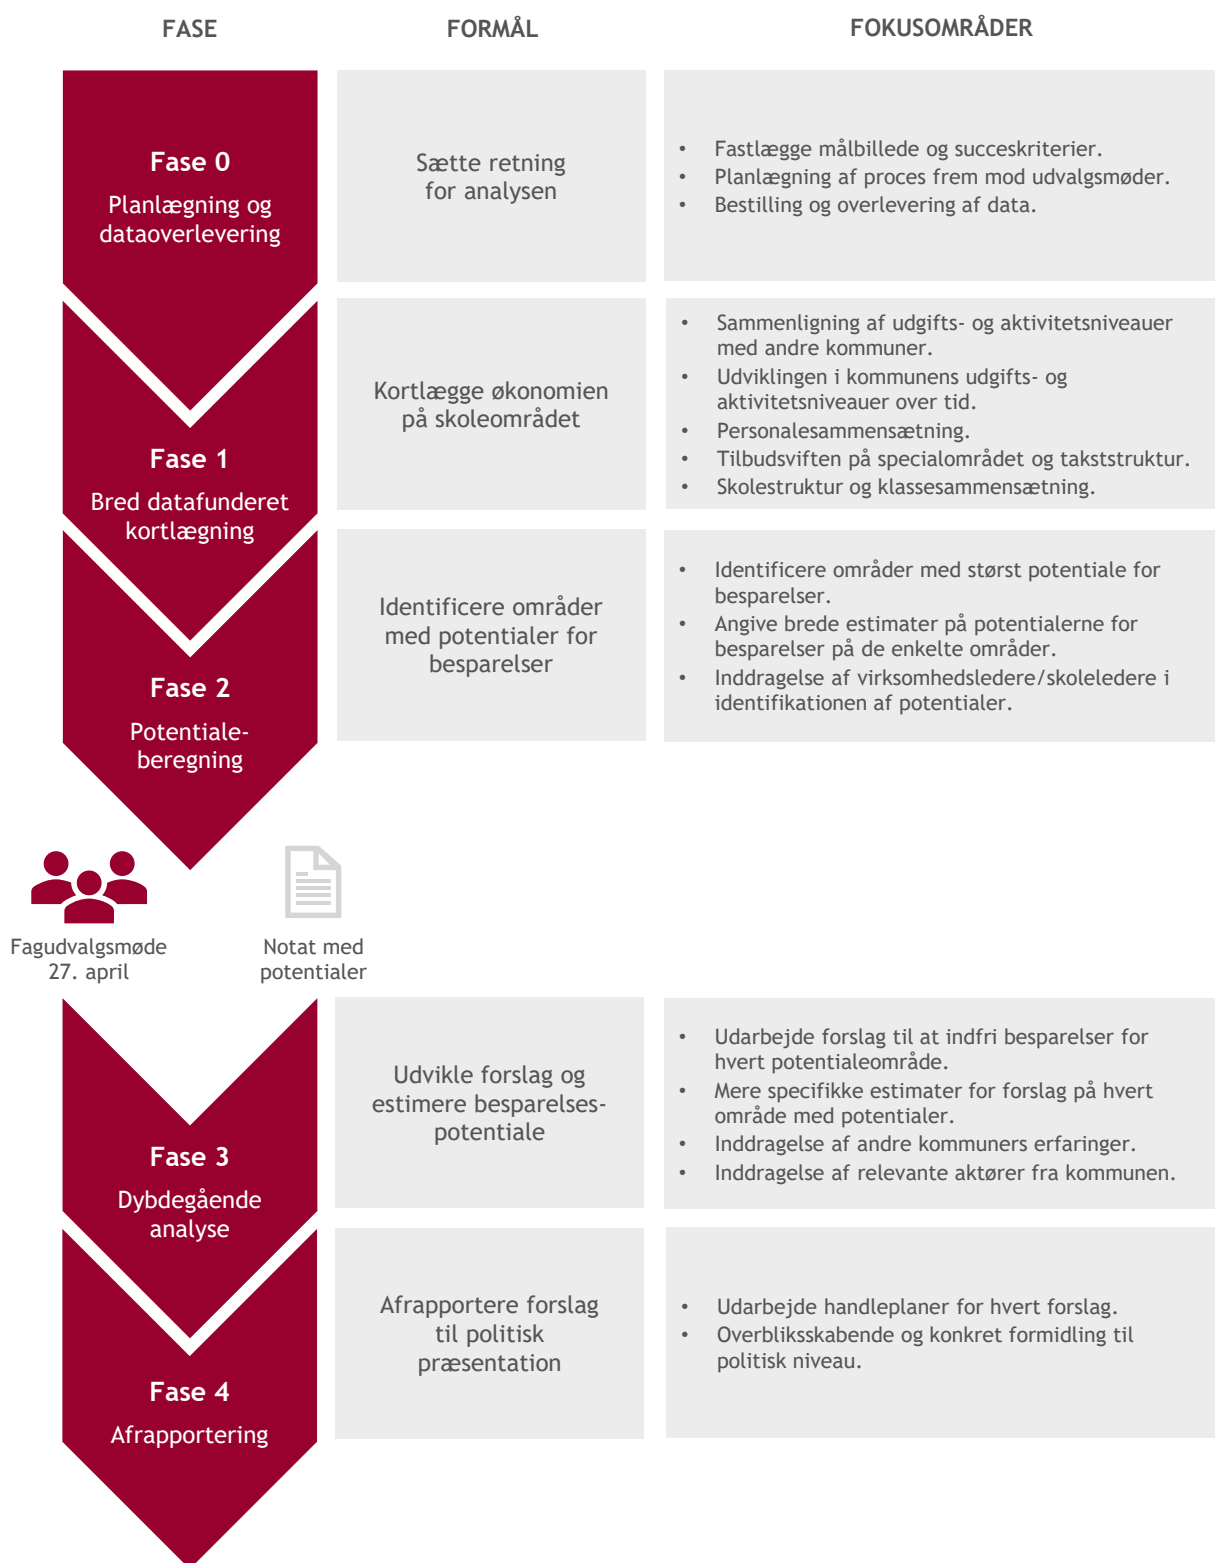 FASE
FORMÅL
FOKUSOMRÅDER
Fase 0
Planlægning og
dataoverlevering
Sætte retning
for analysen
• Fastlægge målbillede og succeskriterier.
• Planlægning af proces frem mod udvalgsmøder.
• Bestilling og overlevering af data.
Fase 1
Bred datafunderet
kortlægning
Kortlægge økonomien
på skoleområdet
• Sammenligning af udgifts- og aktivitetsniveauer
med andre kommuner.
• Udviklingen i kommunens udgifts- og
aktivitetsniveauer over tid.
• Personalesammensætning.
• Tilbudsviften på specialområdet og takststruktur.
• Skolestruktur og klassesammensætning.
Fase 2
Potentiale-
beregning
Identificere områder
med potentialer for
besparelser
• Identificere områder med størst potentiale for
besparelser.
• Angive brede estimater på potentialerne for
besparelser på de enkelte områder.
• Inddragelse af virksomhedsledere/skoleledere i
identifikationen af potentialer.
Fagudvalgsmøde
27. april
Notat med
potentialer
Fase 3
Dybdegående
analyse
Udvikle forslag og
estimere besparelses-
potentiale
• Udarbejde forslag til at indfri besparelser for
hvert potentialeområde.
• Mere specifikke estimater for forslag på hvert
område med potentialer.
• Inddragelse af andre kommuners erfaringer.
• Inddragelse af relevante aktører fra kommunen.
Fase 4
Afrapportering
Afrapportere forslag
til politisk
præsentation
• Udarbejde handleplaner for hvert forslag.
• Overbliksskabende og konkret formidling til
politisk niveau.